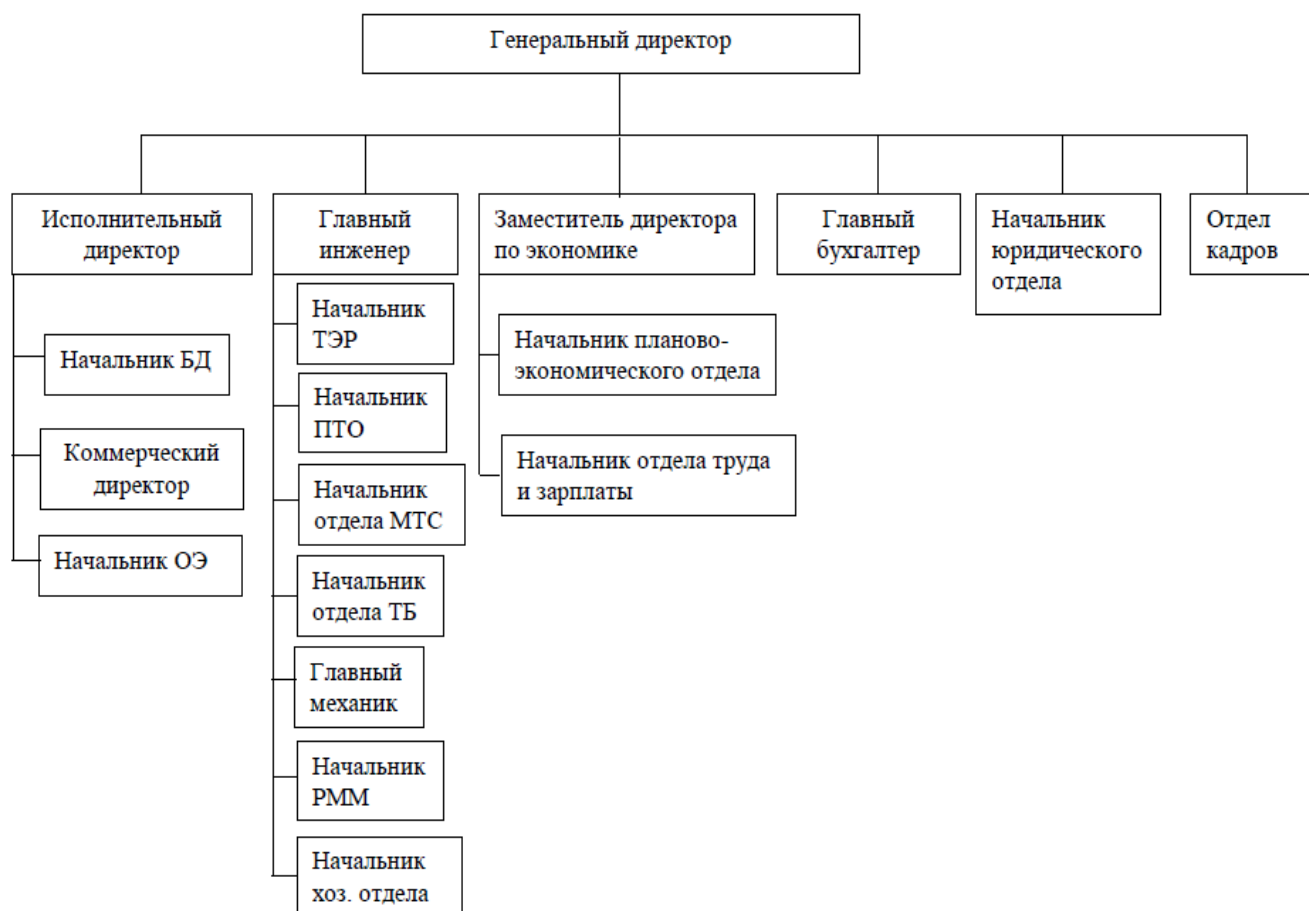 Генеральный директор
Исполнительный
директор
Главный
инженер
Заместитель директора
по экономике
Главный
бухгалтер
Начальник
юридического
отдела
Отдел
кадров
Начальник БД
Коммерческий
директор
Начальник ОЭ
Начальник
ТЭР
Начальник
ПТО
Начальник
отдела МТС
Начальник
отдела ТБ
Главный
механик
Начальник
РММ
Начальник
хоз. отдела
Начальник планово-
экономического отдела
Начальник отдела труда
и зарплаты